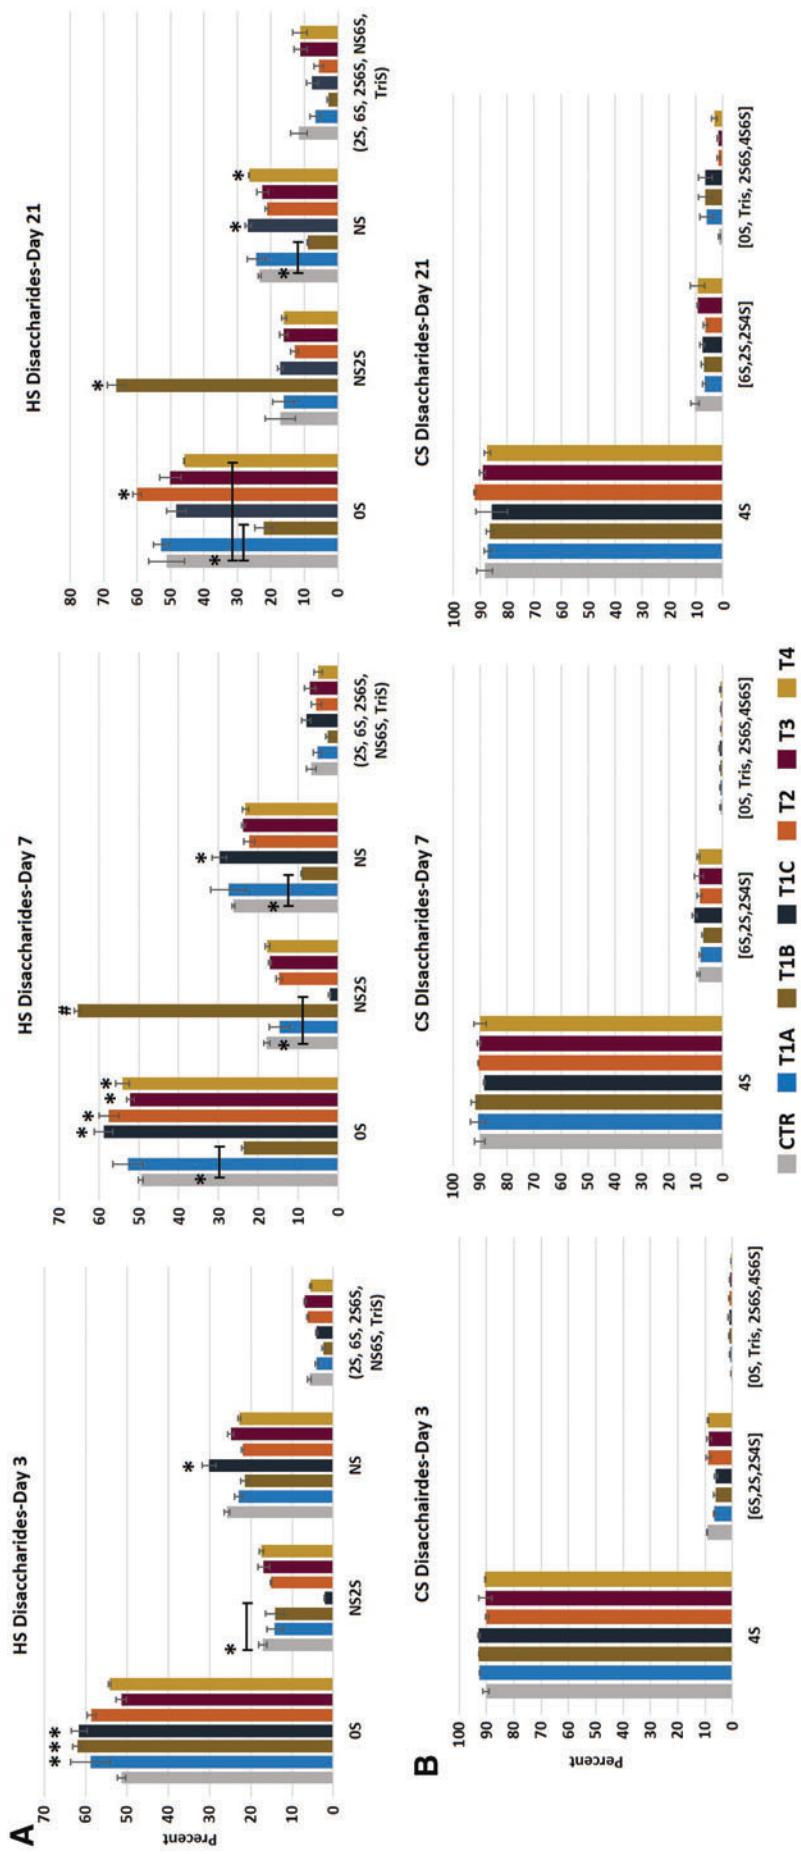 A
HS Disaccharides-Day 3
Precent
70
60
50
40
30
20
10
0
***
*
*
0S
NS2S
NS
(2S, 6S, 2S6S,
NS6S, TriS)
HS Disaccharides-Day 7
70
60
50
40
30
20
10
0
*
*
*
*
*
*
#
*
*
0S
NS2S
NS
(2S, 6S, 2S6S,
NS6S, TriS)
HS Disaccharides-Day 21
80
70
60
50
40
30
20
10
0
*
*
*
*
*
*
0S
NS2S
NS
(2S, 6S, 2S6S, NS6S,
TriS)
B
CS Disacchairdes-Day 3
Percent
100
90
80
70
60
50
40
30
20
10
0
4S
[6S,2S,2S4S]
[0S, Tris, 2S6S,4S6S]
CS DIsaccharides-Day 7
100
90
80
70
60
50
40
30
20
10
0
4S
[6S,2S,2S4S]
[0S, Tris, 2S6S,4S6S]
CS DIsaccharides-Day 21
100
90
80
70
60
50
40
30
20
10
0
4S
[6S,2S,2S4S]
[0S, Tris, 2S6S,4S6S]
CTR T1A T1B T1C T2 T3 T4